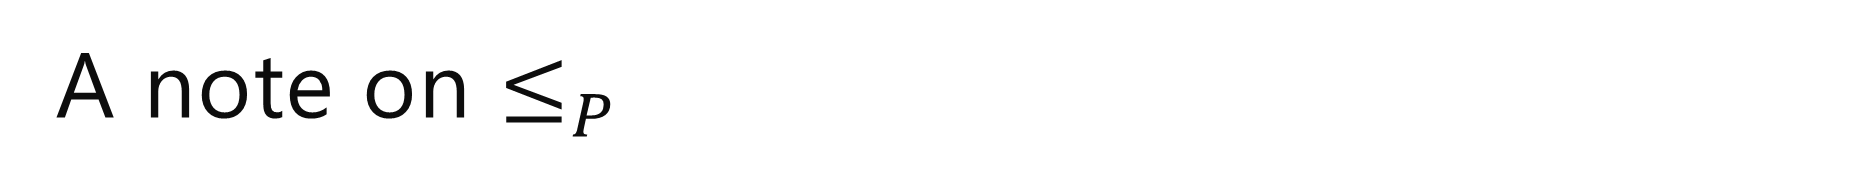 A note on ≤_P